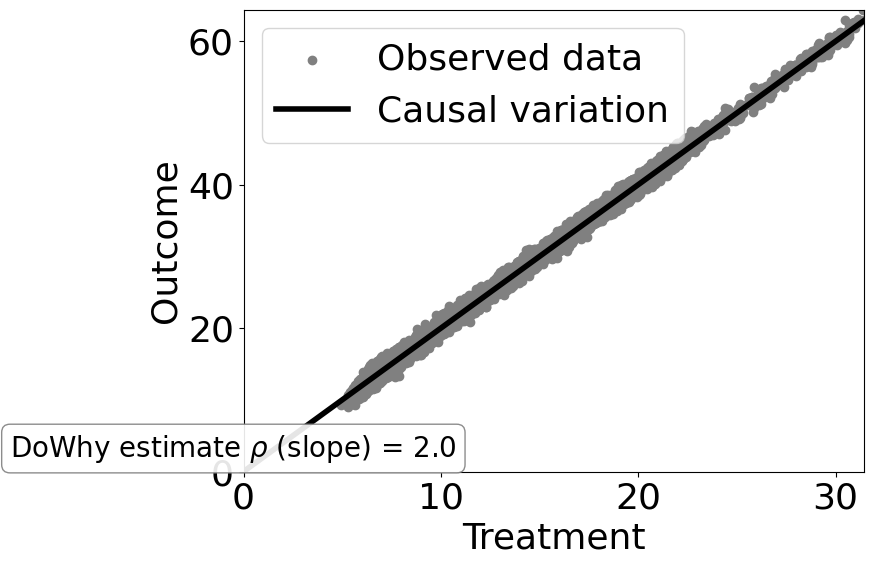 60
Observed data
Causal variation
Outcome
40
20
DoWhy estimate ρ (slope) = 2.0
0
0 10 20 30
Treatment